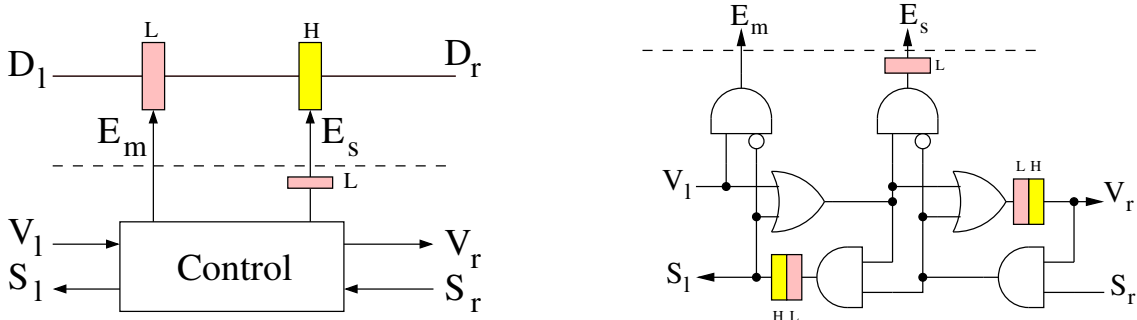 L
H
D_l
D_r
E_m
E_s
L
V_l
V_r
Control
S_l
S_r
E_m
E_s
L
V_l
L H
V_r
S_l
H L
S_r